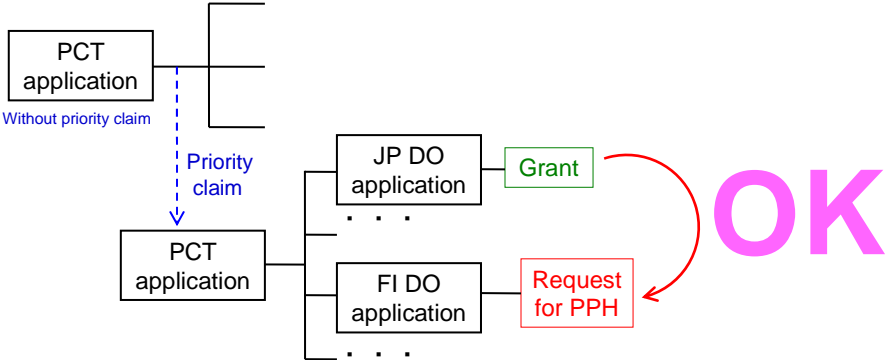 PCT
application
Without priority claim
Priority
claim
JP DO
application
Grant
OK
. . .
PCT
application
FI DO
application
Request
for PPH
. . .